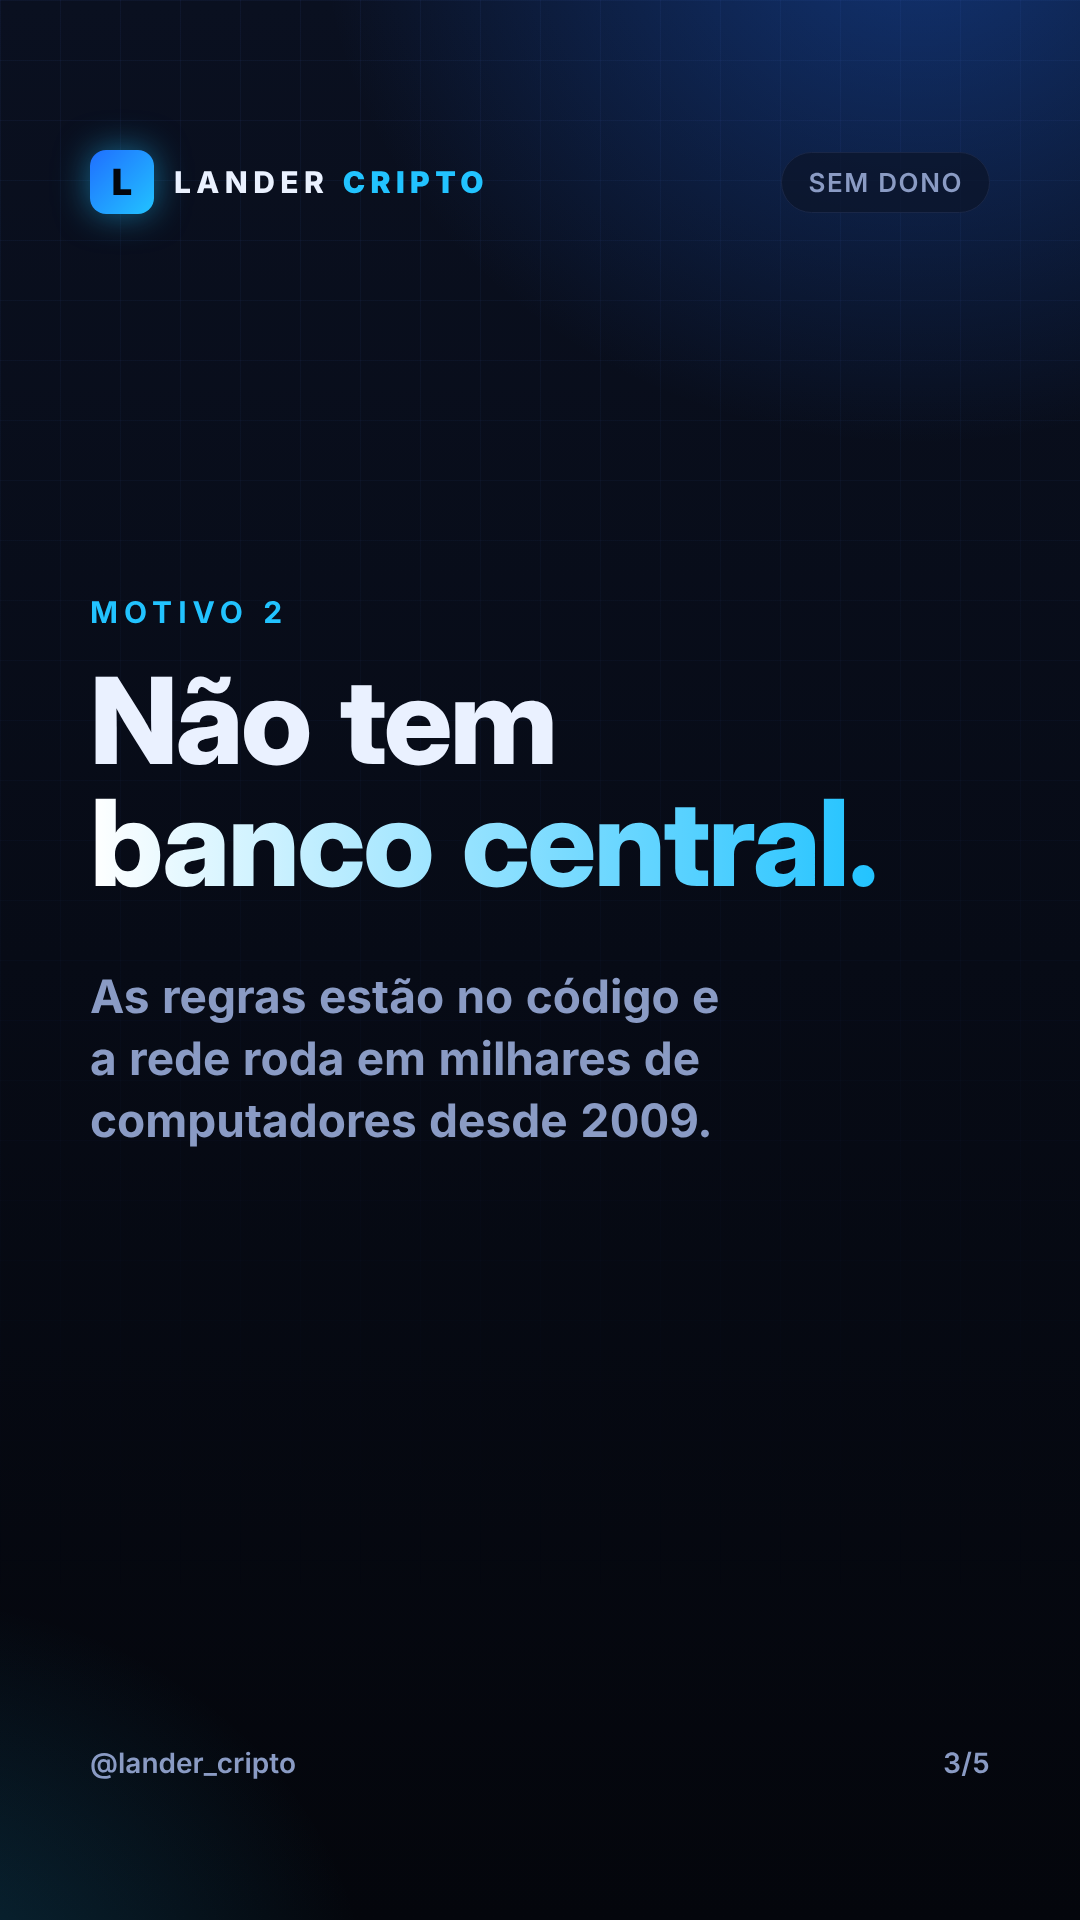 L
LANDER CRIPTO
SEM DONO
MOTIVO 2
Não tem
banco central.
As regras estão no código e
a rede roda em milhares de
computadores desde 2009.
@lander_cripto
3/5